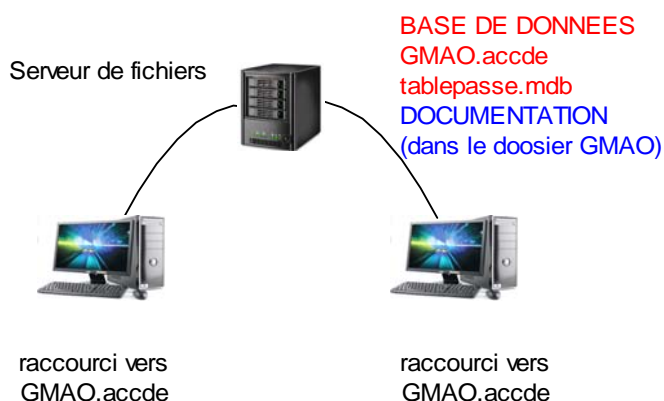 BASE DE DONNEES
GMAO.accde
tablepasse.mdb
DOCUMENTATION
(dans le doosier GMAO)
Serveur de fichiers
raccourci vers
GMAO.accde
raccourci vers
GMAO.accde